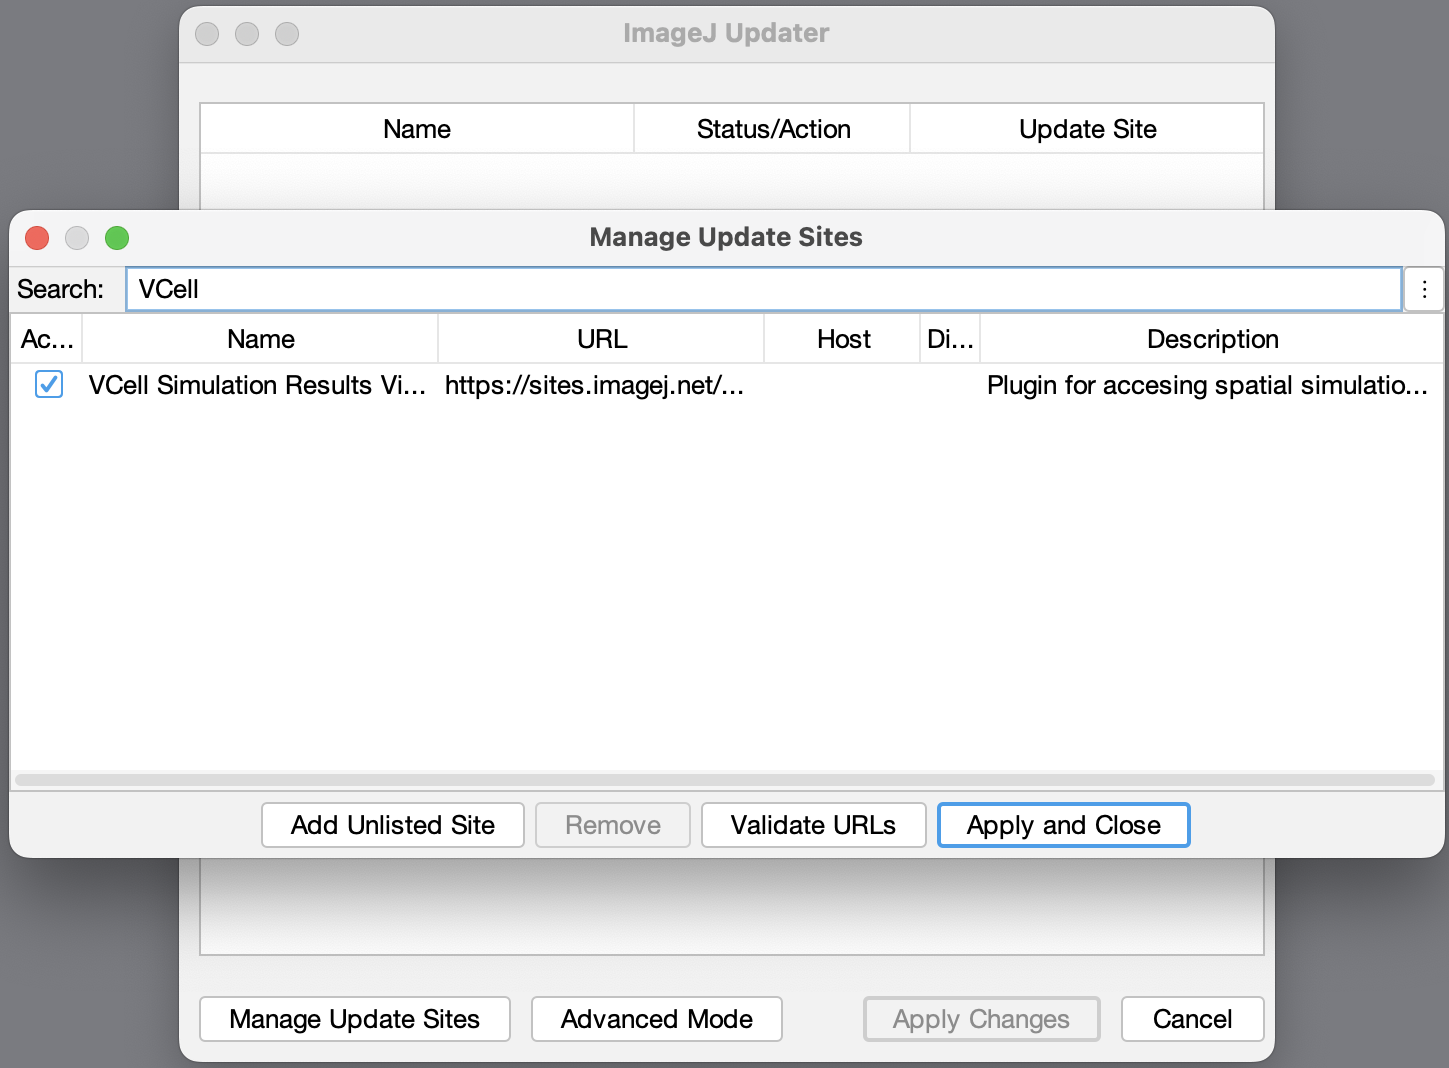 ImageJ Updater
Name Status/Action Update Site
Manage Update Sites
Search: VCell
Ac... Name URL Host Di... Description
VCell Simulation Results Vi... https://sites.imagej.net/... Plugin for accesing spatial simulatio...
Add Unlisted Site Remove Validate URLs Apply and Close
Manage Update Sites Advanced Mode Apply Changes Cancel